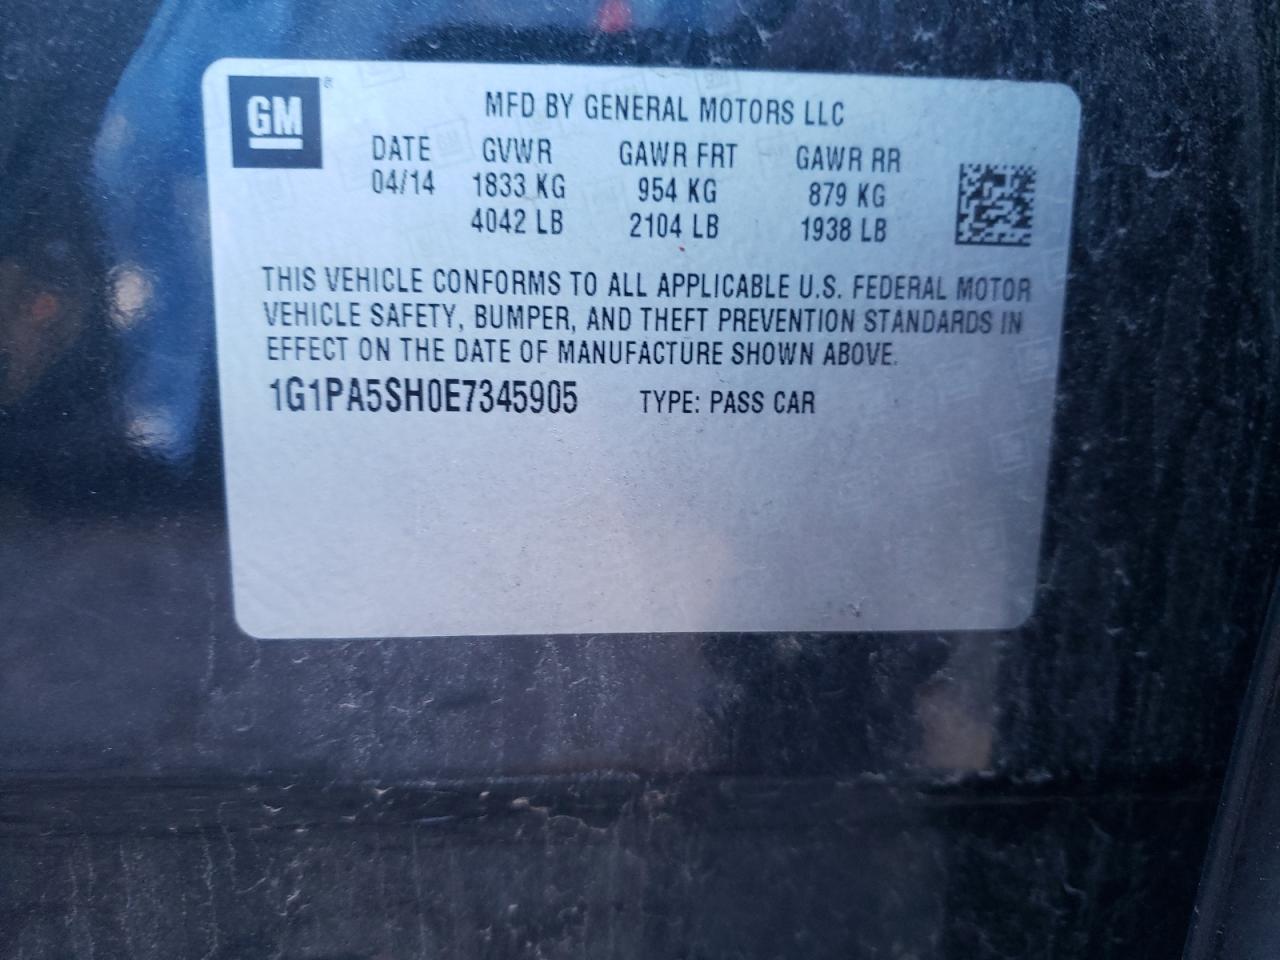 GM ®
MFD BY GENERAL MOTORS LLC
DATE GVWR GAWR FRT GAWR RR
04/14 1833 KG 954 KG 879 KG
4042 LB 2104 LB 1938 LB
THIS VEHICLE CONFORMS TO ALL APPLICABLE U.S. FEDERAL MOTOR
VEHICLE SAFETY, BUMPER, AND THEFT PREVENTION STANDARDS IN
EFFECT ON THE DATE OF MANUFACTURE SHOWN ABOVE.
1G1PA5SH0E7345905 TYPE: PASS CAR